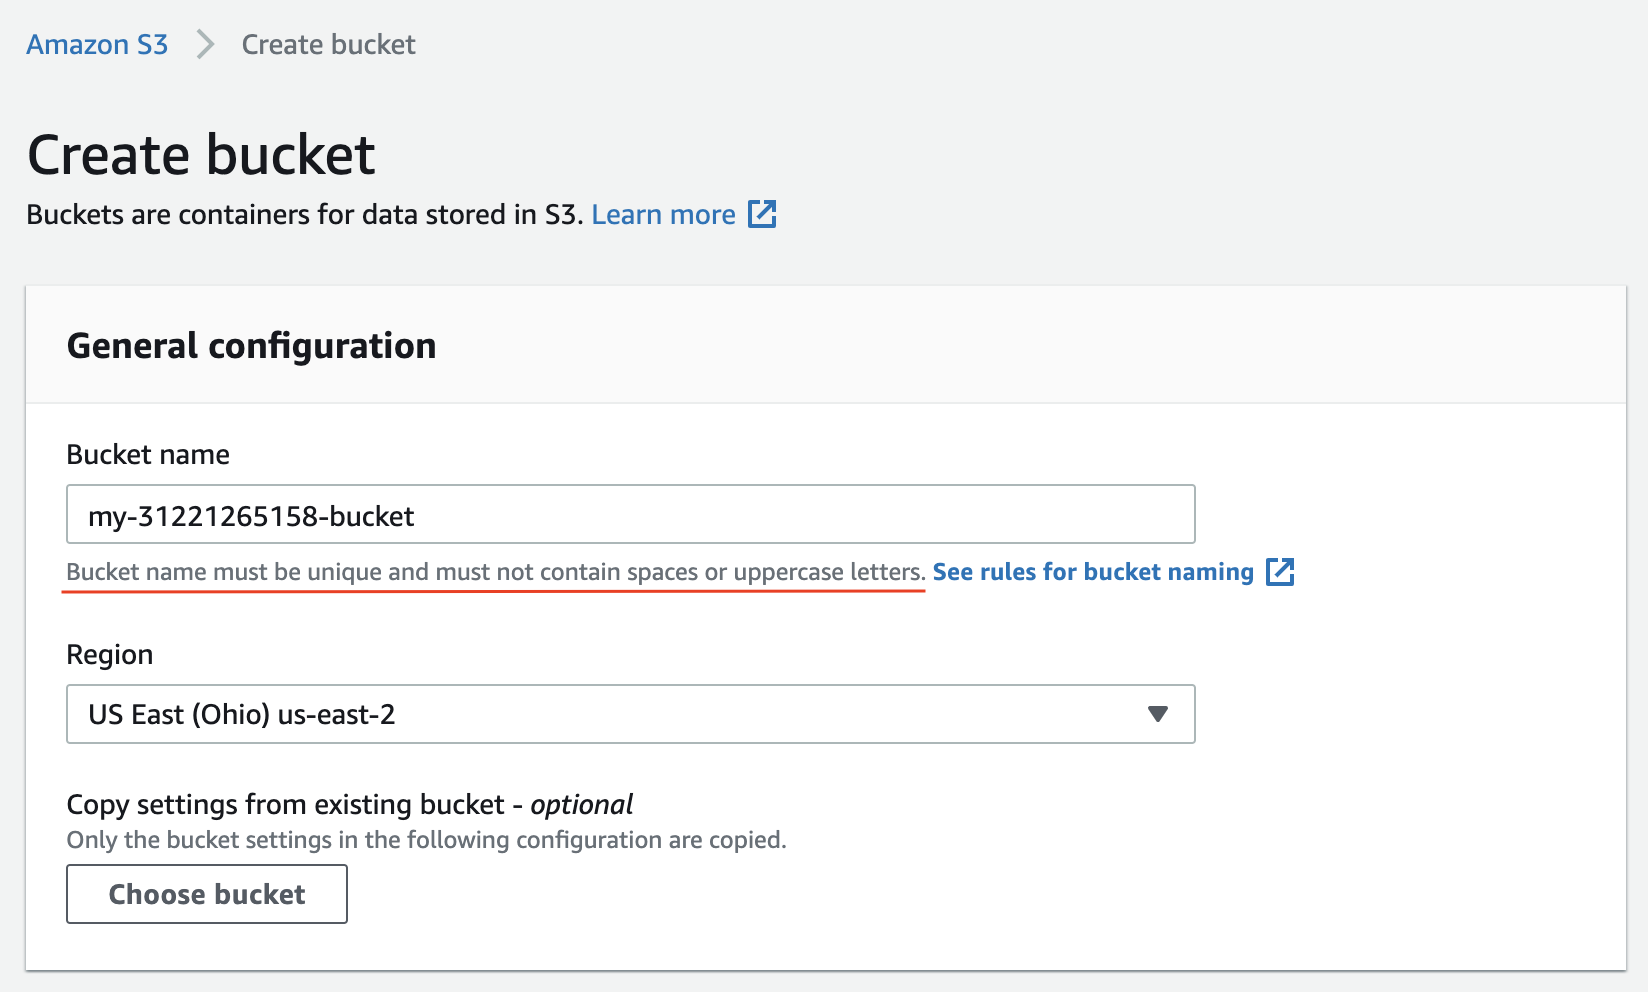 Amazon S3 > Create bucket
Create bucket
Buckets are containers for data stored in S3. Learn more
General configuration
Bucket name
my-31221265158-bucket
Bucket name must be unique and must not contain spaces or uppercase letters. See rules for bucket naming
Region
US East (Ohio) us-east-2
Copy settings from existing bucket - optional
Only the bucket settings in the following configuration are copied.
Choose bucket